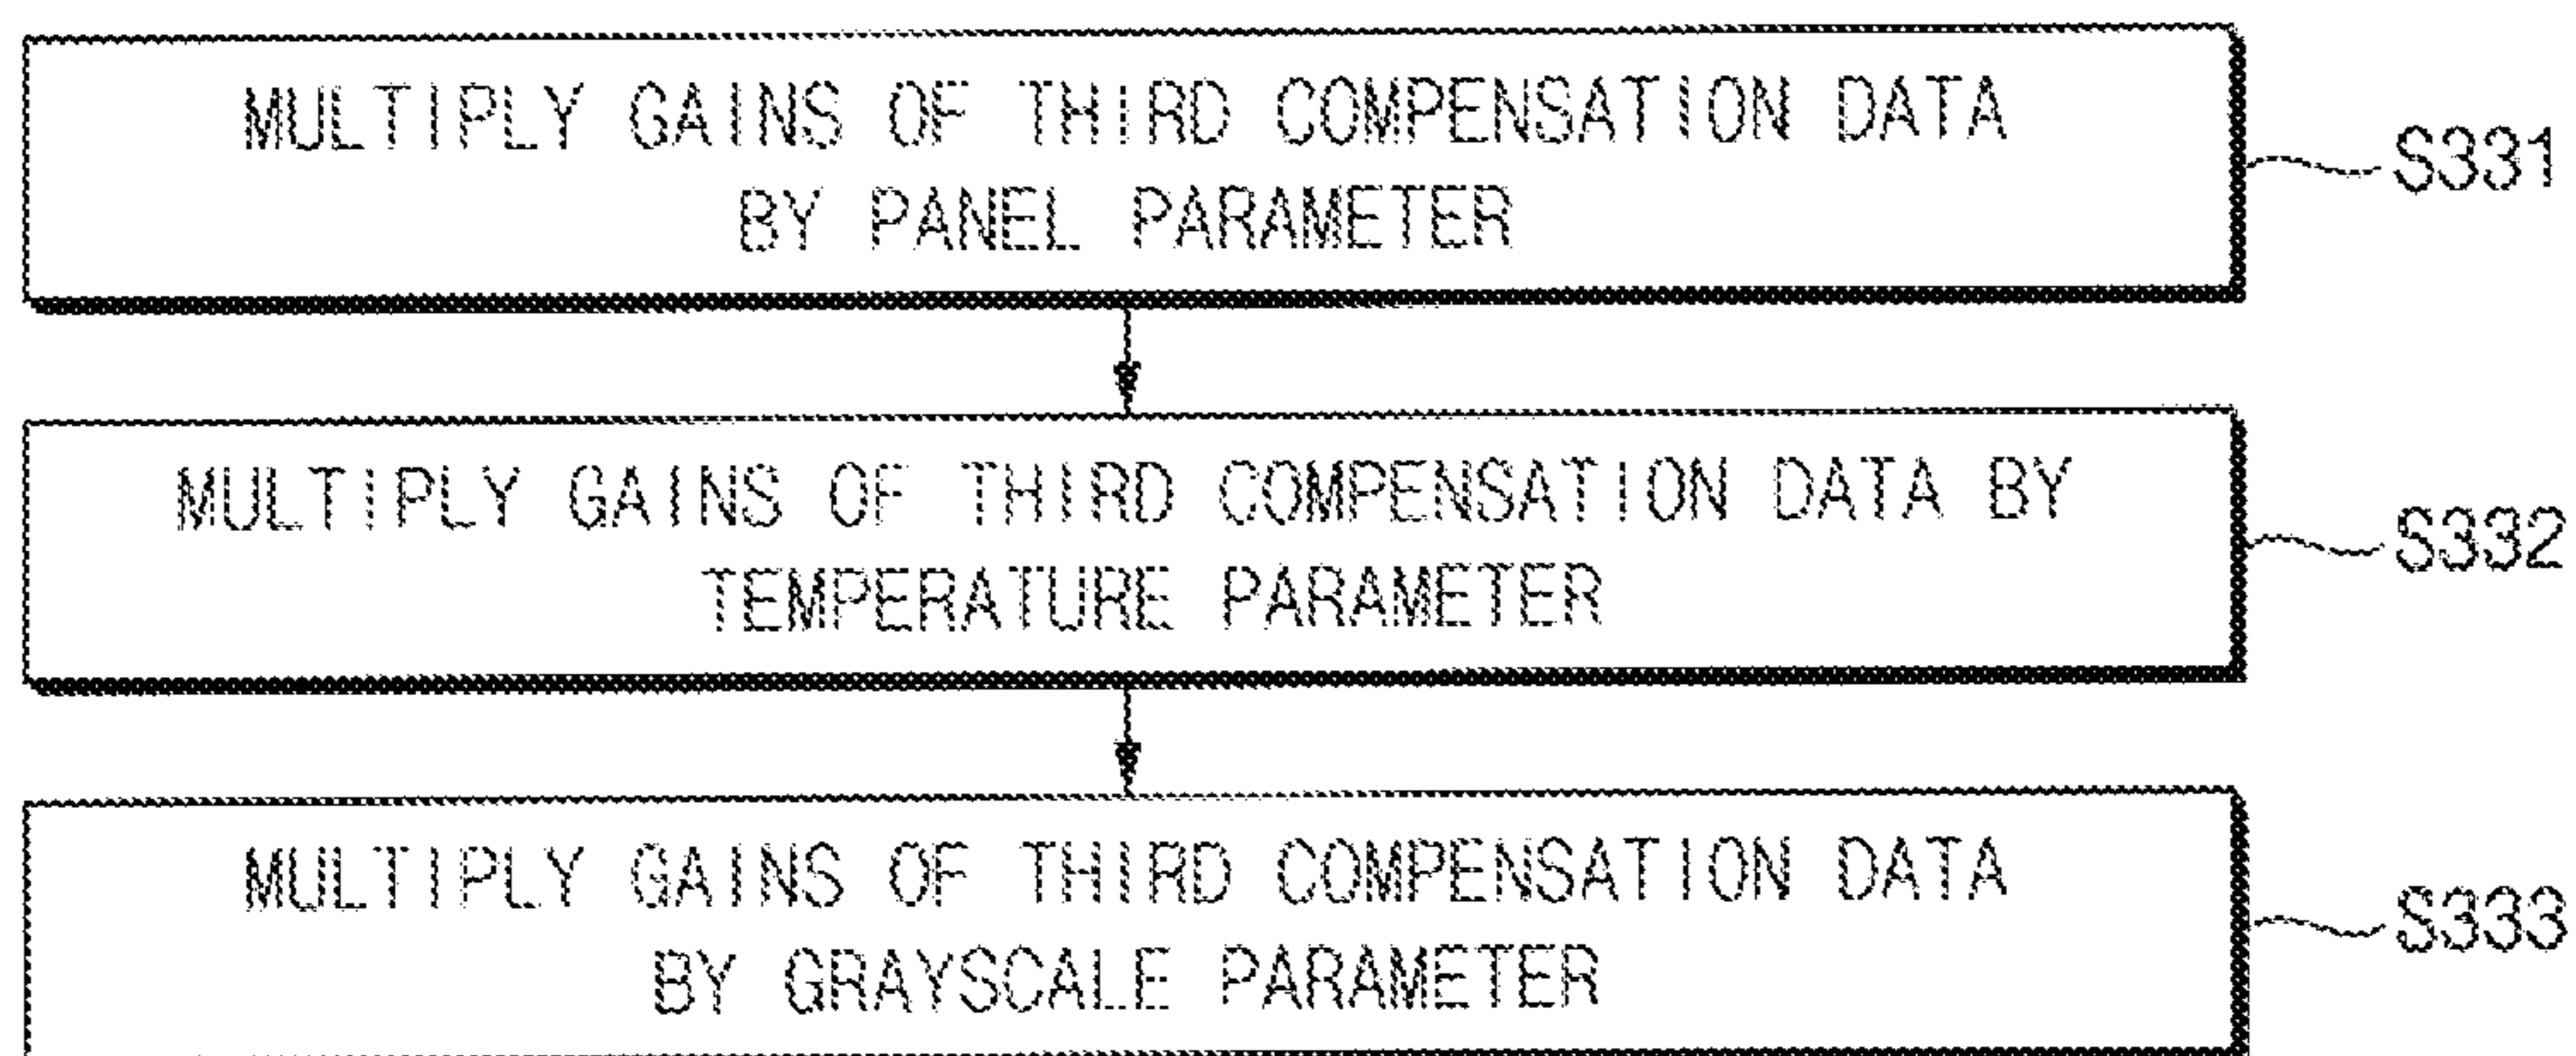 MULTIPLY GAINS OF THIRD COMPENSATION DATA
BY PANEL PARAMETER
S331
MULTIPLY GAINS OF THIRD COMPENSATION DATA BY
TEMPERATURE PARAMETER
S332
MULTIPLY GAINS OF THIRD COMPENSATION DATA
BY GRAYSCALE PARAMETER
S333